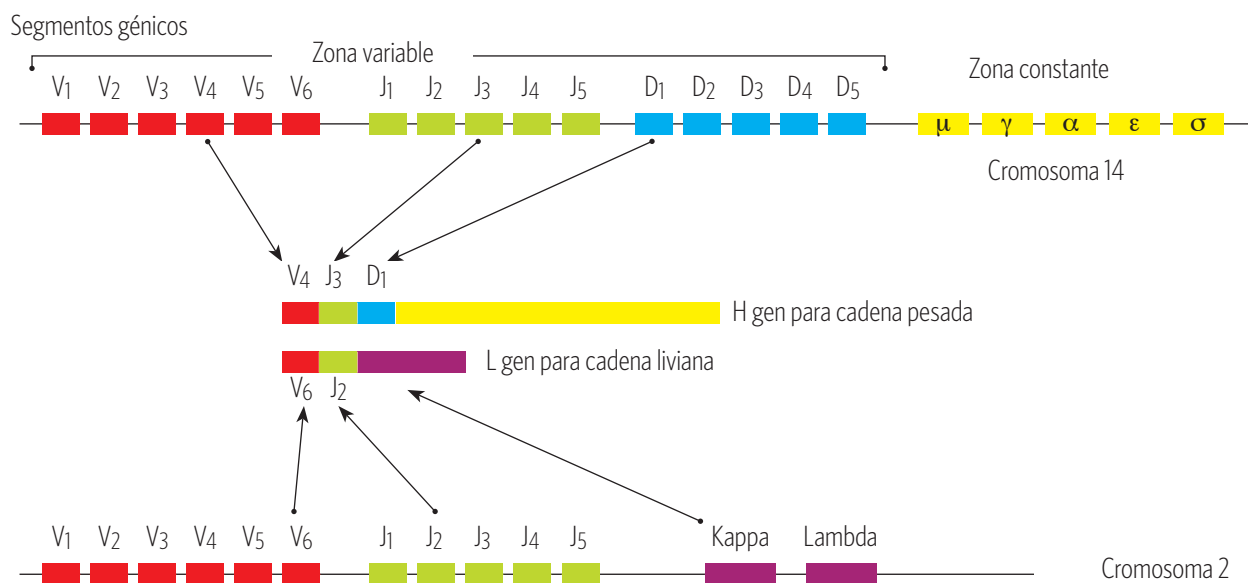 Segmentos génicos
Zona variable
Zona constante
V1 V2 V3 V4 V5 V6 J1 J2 J3 J4 J5 D1 D2 D3 D4 D5
μ γ α ε σ
Cromosoma 14
V4 J3 D1
H gen para cadena pesada
L gen para cadena liviana
V6 J2
V1 V2 V3 V4 V5 V6 J1 J2 J3 J4 J5 Kappa Lambda
Cromosoma 2